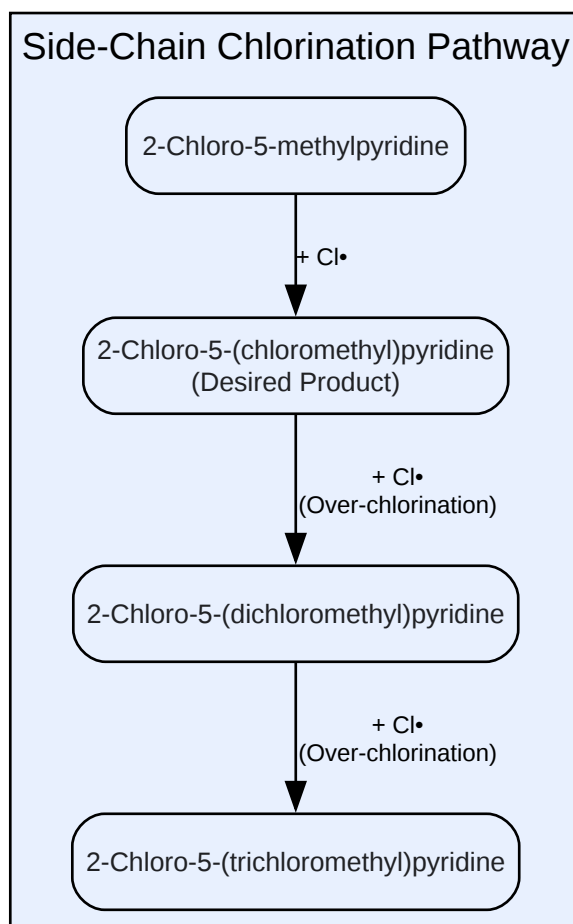 Side-Chain Chlorination Pathway
2-Chloro-5-methylpyridine
+ Cl•
2-Chloro-5-(chloromethyl)pyridine
(Desired Product)
+ Cl•
(Over-chlorination)
2-Chloro-5-(dichloromethyl)pyridine
+ Cl•
(Over-chlorination)
2-Chloro-5-(trichloromethyl)pyridine